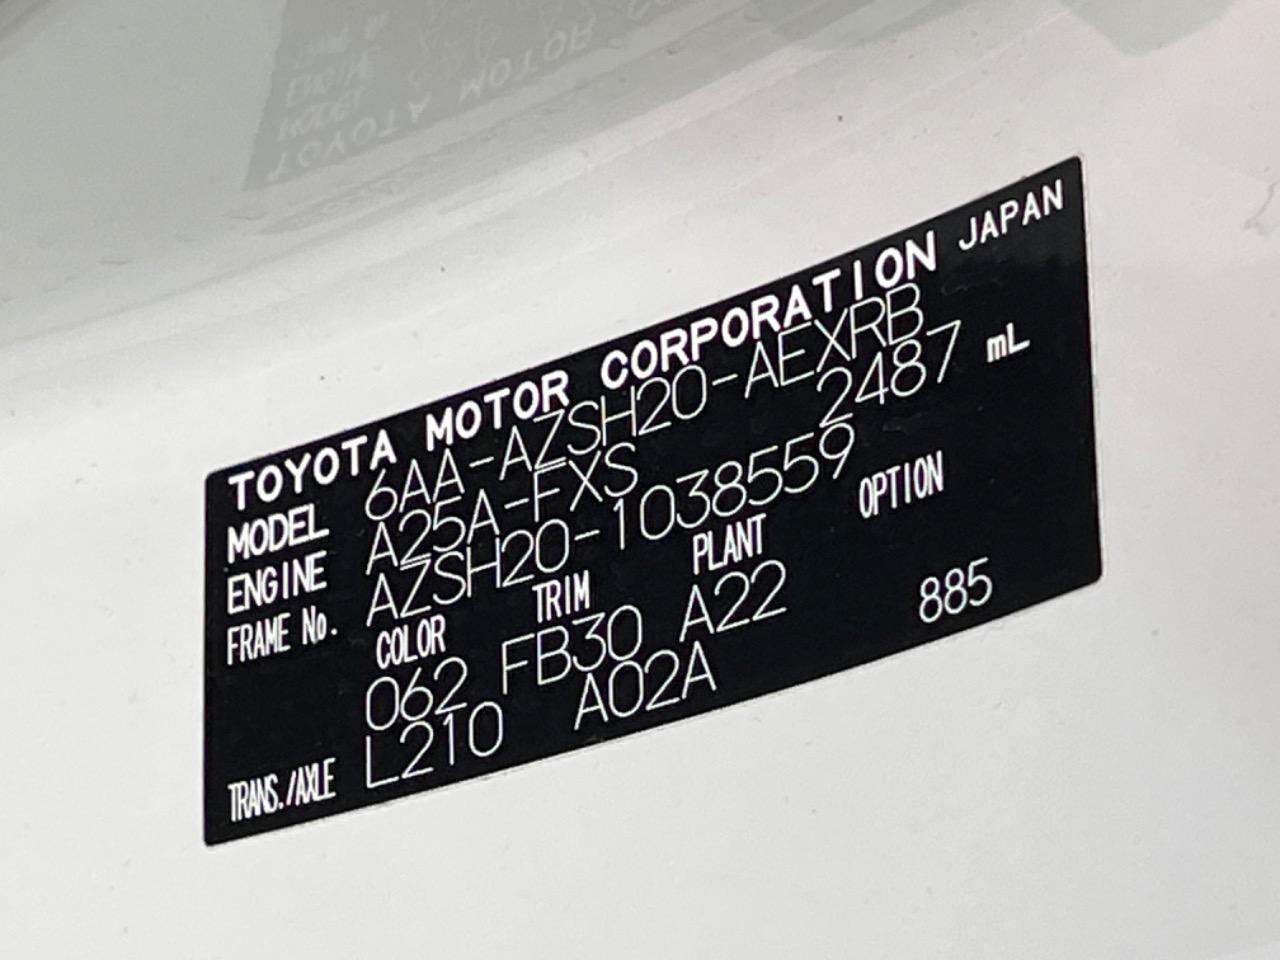 TOYOTA MOTOR CORPORATION JAPAN
MODEL 6AA-AZSH20-AEXRB
ENGINE A25A-FXS 2487 mL
FRAME No. AZSH20-1038559
COLOR TRIM PLANT OPTION
062 FB30 A22 885
TRANS./AXLE L210 A02A